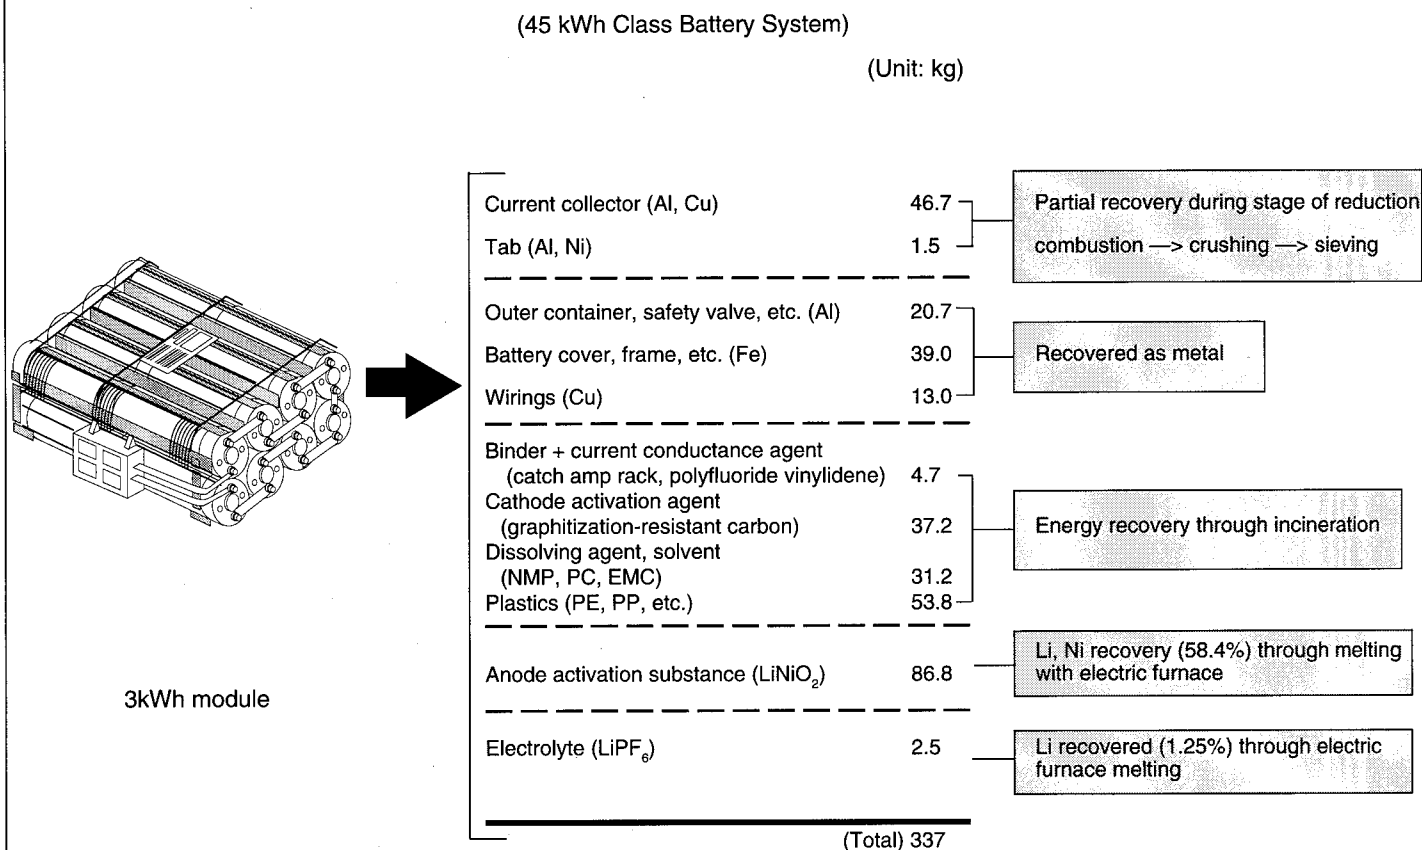 (45 kWh Class Battery System)
(Unit: kg)
Current collector (Al, Cu) 46.7
Tab (Al, Ni) 1.5
Partial recovery during stage of reduction
combustion —> crushing —> sieving
Outer container, safety valve, etc. (Al) 20.7
Battery cover, frame, etc. (Fe) 39.0
Wirings (Cu) 13.0
Recovered as metal
Binder + current conductance agent
(catch amp rack, polyfluoride vinylidene) 4.7
Cathode activation agent
(graphitization-resistant carbon) 37.2
Dissolving agent, solvent
(NMP, PC, EMC) 31.2
Plastics (PE, PP, etc.) 53.8
Energy recovery through incineration
Anode activation substance (LiNiO₂) 86.8
Li, Ni recovery (58.4%) through melting
with electric furnace
3kWh module
Electrolyte (LiPF₆) 2.5
Li recovered (1.25%) through electric
furnace melting
(Total) 337